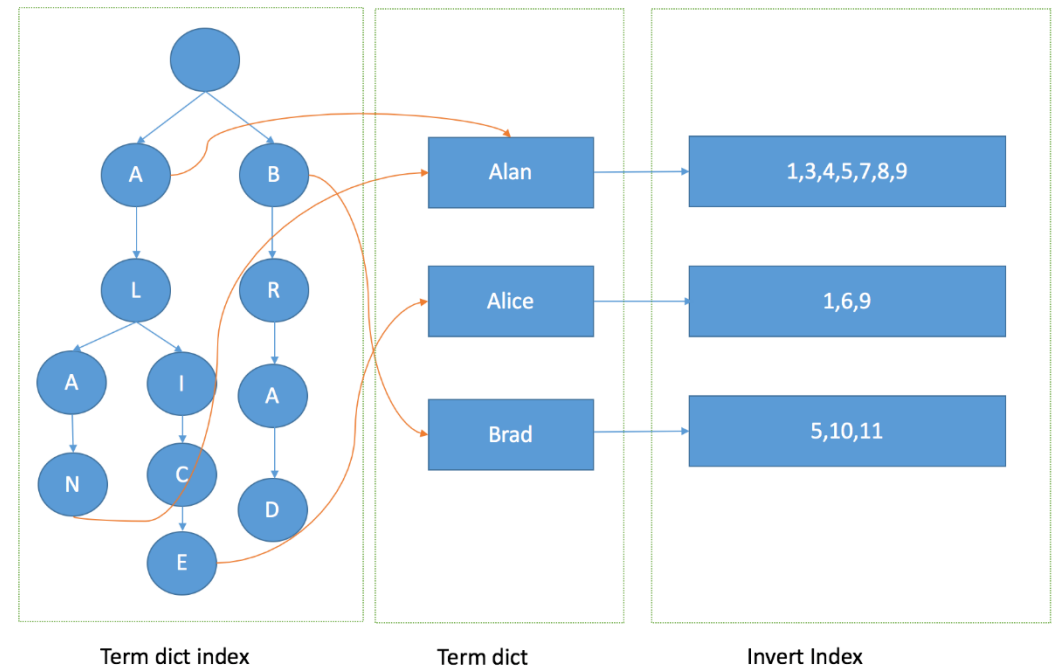 A
B
Alan
1,3,4,5,7,8,9
L
R
Alice
1,6,9
A
I
A
Brad
5,10,11
N
C
D
E
Term dict index
Term dict
Invert Index